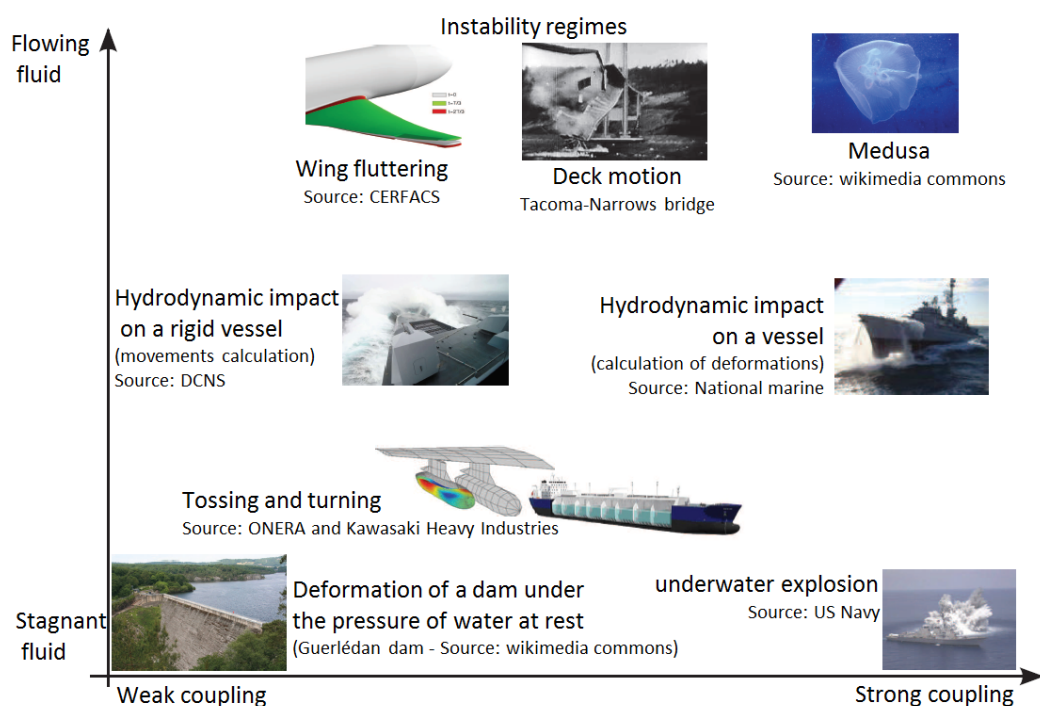 Instability regimes
Flowing
fluid
Wing fluttering
Source: CERFACS
Deck motion
Tacoma-Narrows bridge
Medusa
Source: wikimedia commons
Hydrodynamic impact
on a rigid vessel
(movements calculation)
Source: DCNS
Hydrodynamic impact
on a vessel
(calculation of deformations)
Source: National marine
Tossing and turning
Source: ONERA and Kawasaki Heavy Industries
Deformation of a dam under
the pressure of water at rest
(Guerlédan dam - Source: wikimedia commons)
underwater explosion
Source: US Navy
Stagnant
fluid
Weak coupling
Strong coupling